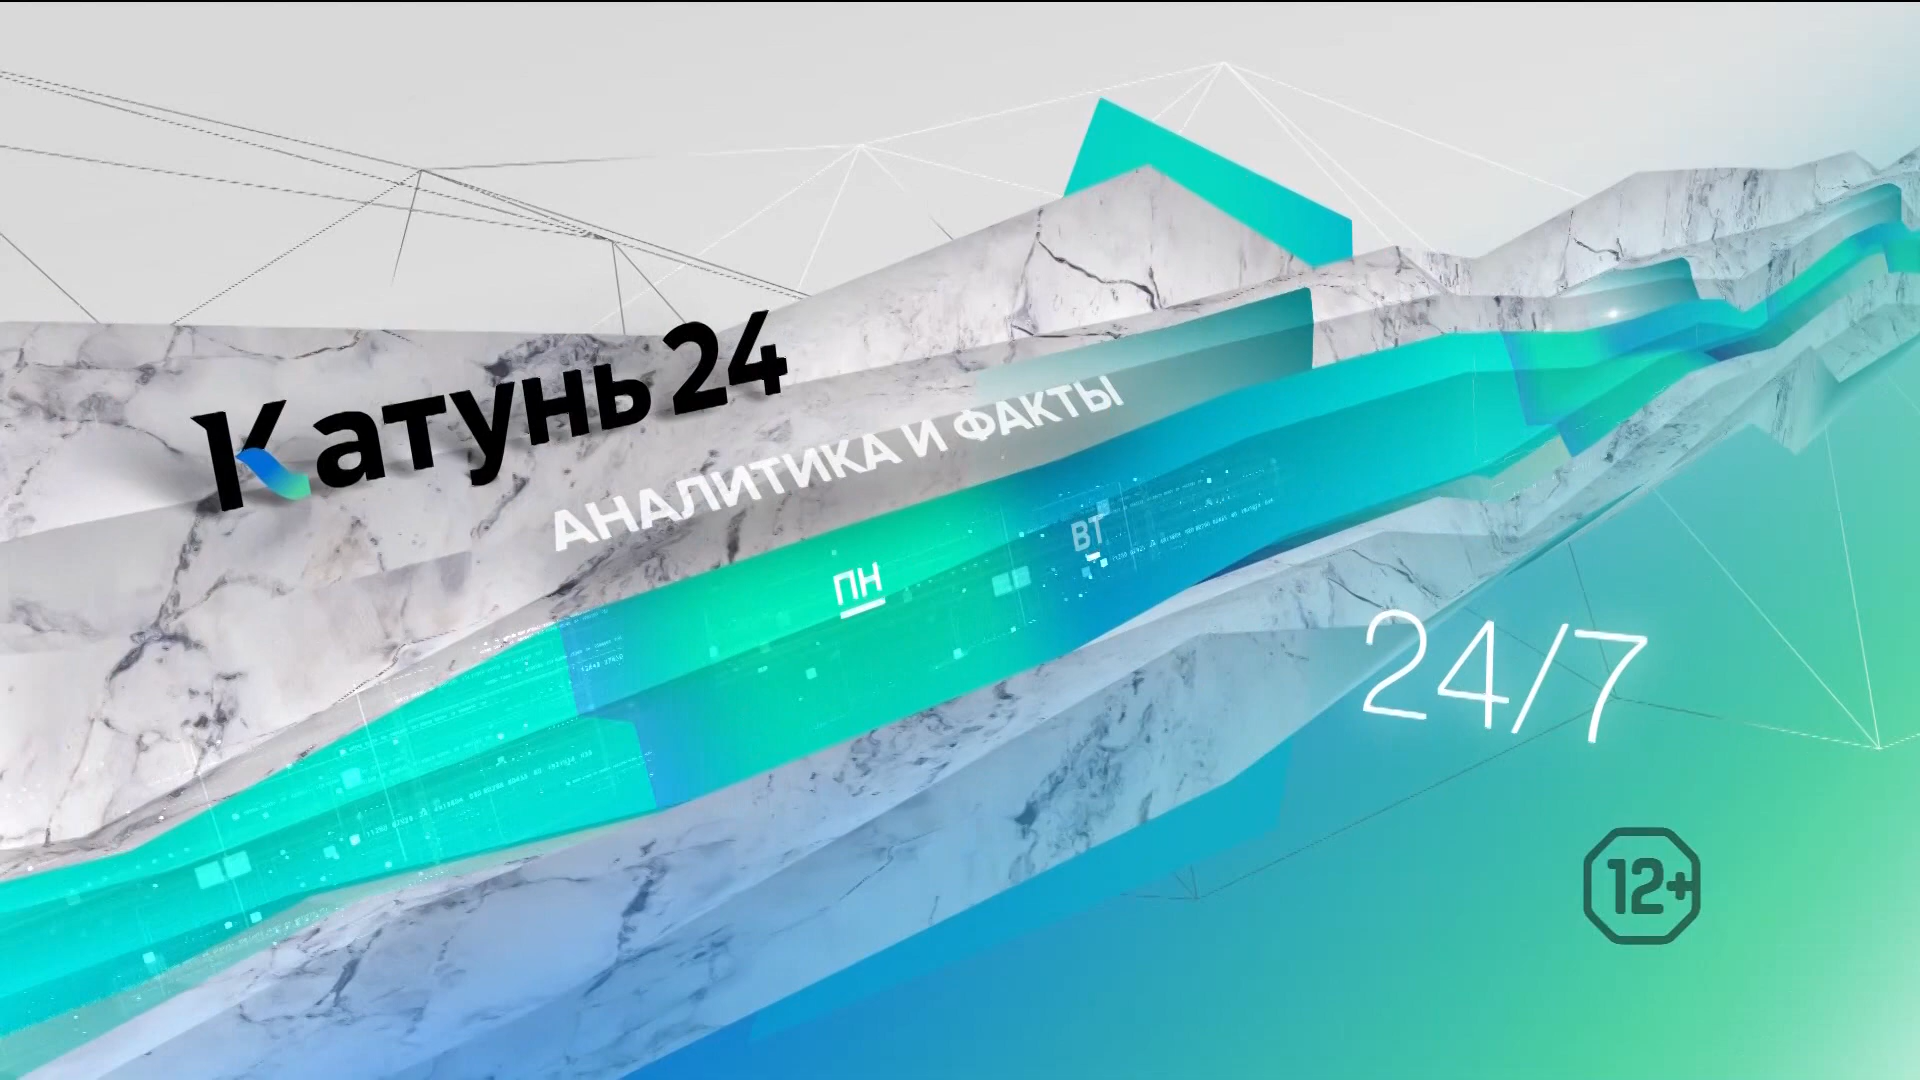 Катунь 24
АНАЛИТИКА И ФАКТЫ
ПН
ВТ
24/7
12+